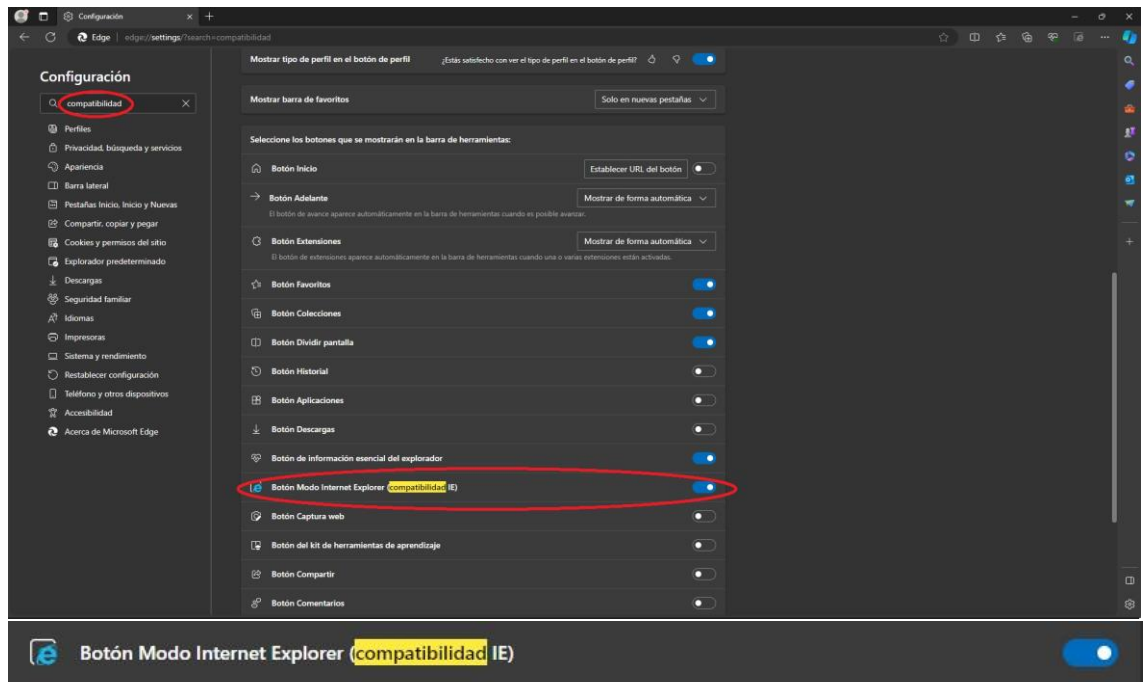 Configuración
Edge | edge://settings/?search=compatibilidad
Configuración
compatibilidad
Perfiles
Privacidad, búsqueda y servicios
Apariencia
Barra lateral
Pestañas Inicio, Inicio y Nuevas
Compartir, copiar y pegar
Cookies y permisos del sitio
Explorador predeterminado
Descargas
Seguridad familiar
Idiomas
Impresoras
Sistema y rendimiento
Restablecer configuración
Teléfono y otros dispositivos
Accesibilidad
Acerca de Microsoft Edge
Mostrar tipo de perfil en el botón de perfil ¿Estás satisfecho con ver el tipo de perfil en el botón de perfil?
Mostrar barra de favoritos Solo en nuevas pestañas
Seleccione los botones que se mostrarán en la barra de herramientas:
Botón Inicio Establecer URL del botón
Botón Adelante Mostrar de forma automática
El botón de avance aparece automáticamente en la barra de herramientas cuando es posible avanzar.
Botón Extensiones Mostrar de forma automática
El botón de extensiones aparece automáticamente en la barra de herramientas cuando una o varias extensiones están activadas.
Botón Favoritos
Botón Colecciones
Botón Dividir pantalla
Botón Historial
Botón Aplicaciones
Botón Descargas
Botón de información esencial del explorador
Botón Modo Internet Explorer (compatibilidad IE)
Botón Captura web
Botón del kit de herramientas de aprendizaje
Botón Compartir
Botón Comentarios
Botón Modo Internet Explorer (compatibilidad IE)